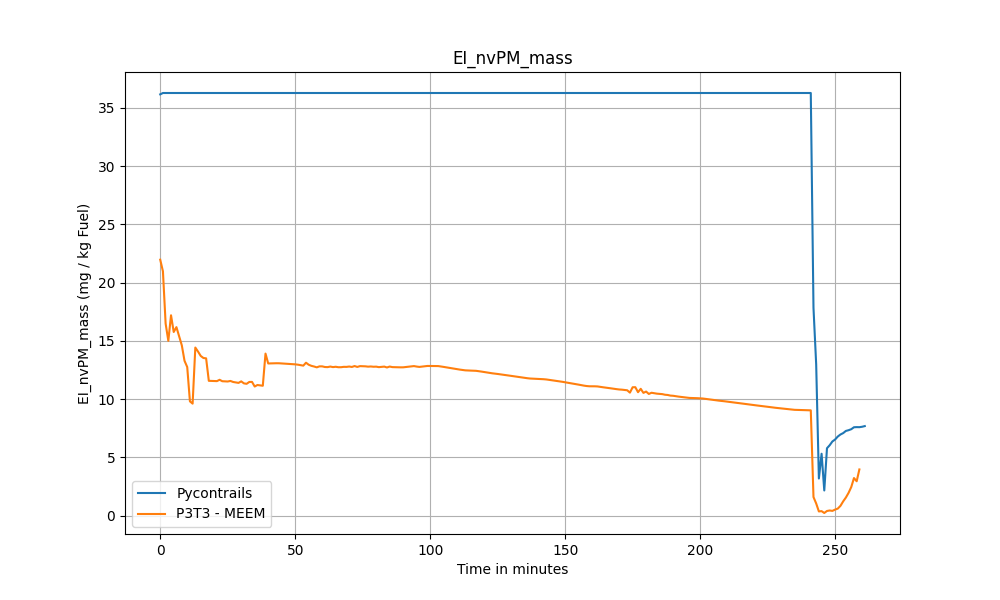 EI_nvPM_mass
EI_nvPM_mass (mg / kg Fuel)
35
30
25
20
15
10
5
0
Pycontrails
P3T3 - MEEM
0 50 100 150 200 250
Time in minutes